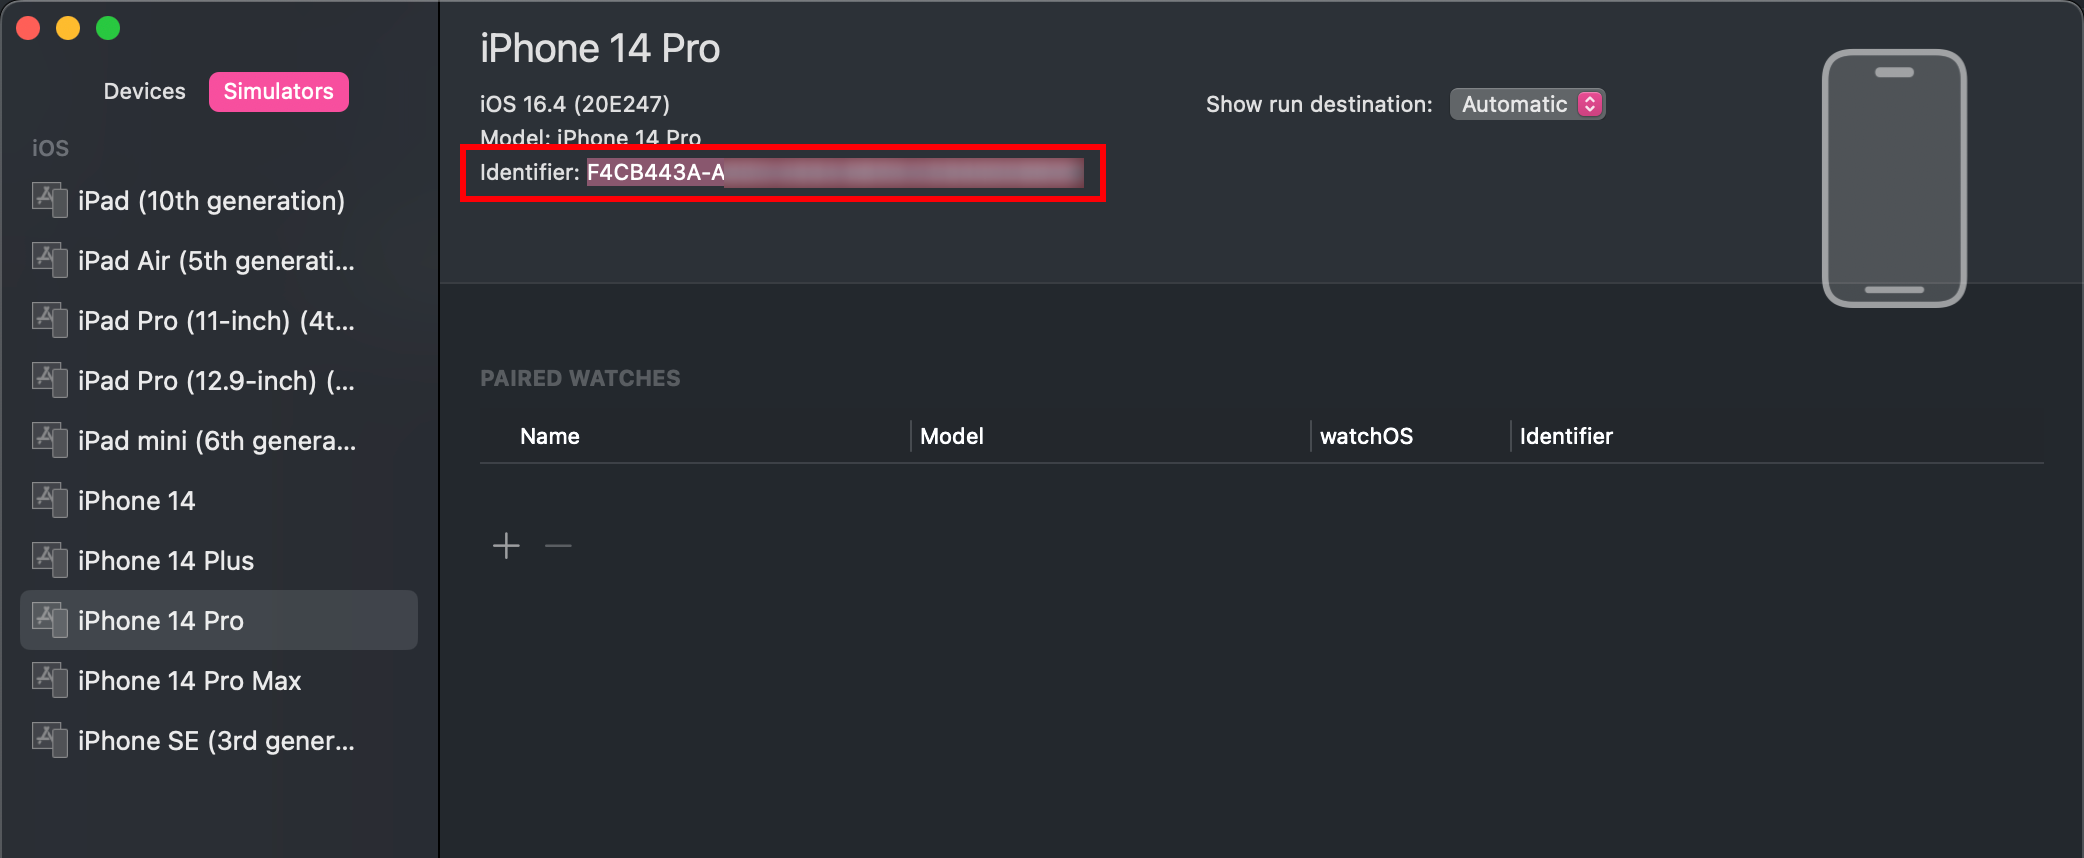 Devices
Simulators
iOS
iPad (10th generation)
iPad Air (5th generati...
iPad Pro (11-inch) (4t...
iPad Pro (12.9-inch) (...
iPad mini (6th genera...
iPhone 14
iPhone 14 Plus
iPhone 14 Pro
iPhone 14 Pro Max
iPhone SE (3rd gener...
iPhone 14 Pro
iOS 16.4 (20E247)
Model: iPhone 14 Pro
Identifier: F4CB443A-A
Show run destination: Automatic
PAIRED WATCHES
Name Model watchOS Identifier